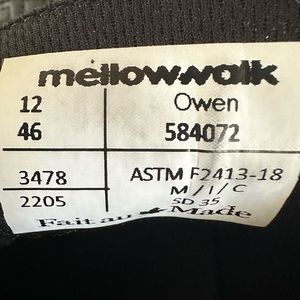 mellowwalk
12 Owen
46 584072
3478 ASTM F2413-18
M / I / C
2205 SD 35
Fait au Made